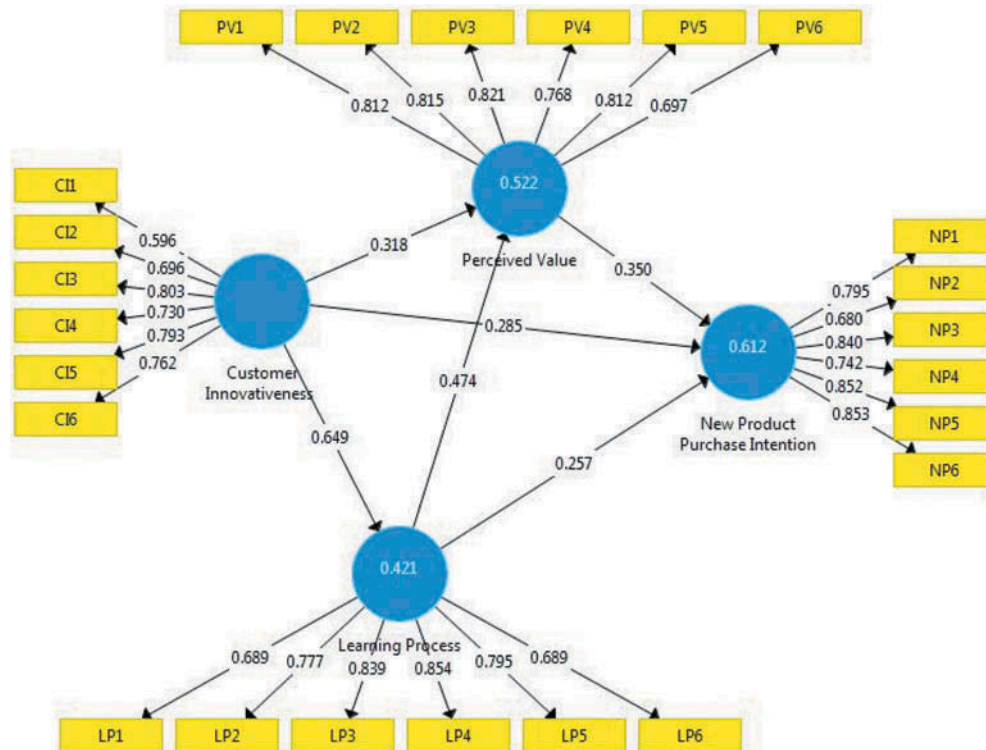 PV1 PV2 PV3 PV4 PV5 PV6
0.812 0.815 0.821 0.768 0.812 0.697
CI1
CI2
CI3
CI4
CI5
CI6
0.596
0.696
0.803
0.730
0.793
0.762
Customer
Innovativeness
0.522
Perceived Value
0.318
0.350
0.285
0.474
0.649
0.257
0.612
New Product
Purchase Intention
0.795
0.680
0.840
0.742
0.852
0.853
NP1
NP2
NP3
NP4
NP5
NP6
0.421
Learning Process
0.689 0.777 0.839 0.854 0.795 0.689
LP1 LP2 LP3 LP4 LP5 LP6